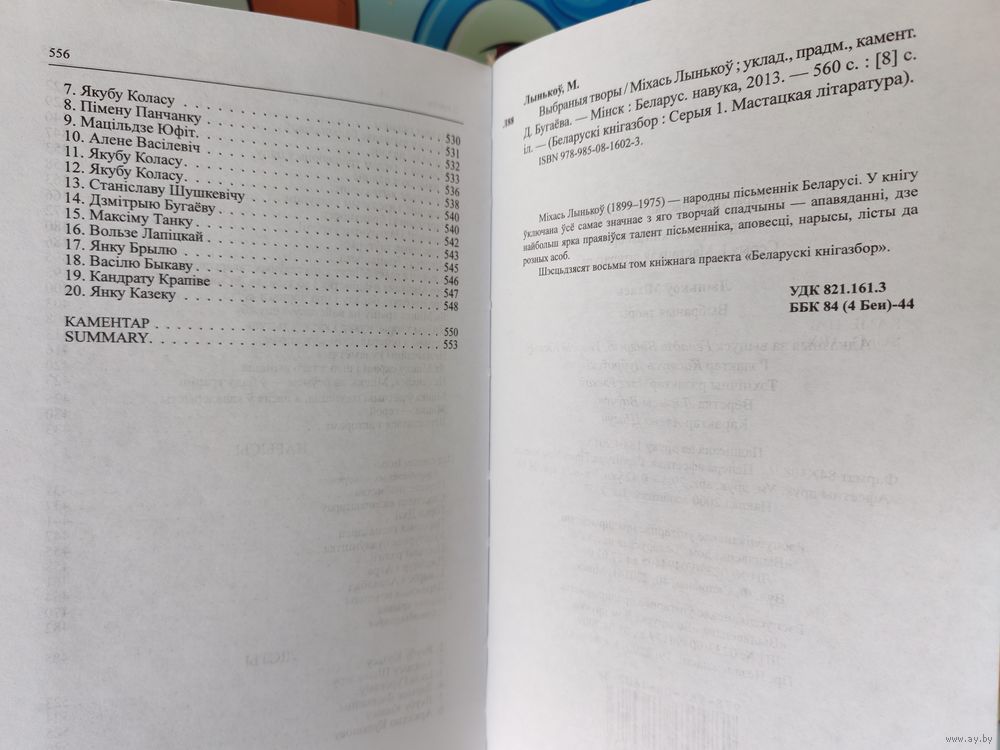 556
7. Якубу Коласу . . . 530
8. Пімену Панчанку . . . 531
9. Мацільдзе Юфіт. . . . 532
10. Алене Васілевіч . . . 533
11. Якубу Коласу. . . . 536
12. Якубу Коласу. . . . 538
13. Станіславу Шушкевічу . . . 540
14. Дзмітрыю Бугаёву . . . 540
15. Максіму Танку . . . 542
16. Вользе Лапіцкай . . . 543
17. Янку Брылю . . . 545
18. Васілю Быкаву . . . 546
19. Кандрату Крапіве . . . 547
20. Янку Казеку . . . 548
КАМЕНТАР . . . 550
SUMMARY. . . . 553
Лынькоў, М.
Л88
Выбраныя творы / Міхась Лынькоў ; уклад., прадм., камент.
Д. Бугаёва. — Мінск : Беларус. навука, 2013. — 560 с. : [8] с.
іл. — (Беларускі кнігазбор : Серыя 1. Мастацкая літаратура).
ISBN 978-985-08-1602-3.
Міхась Лынькоў (1899–1975) — народны пісьменнік Беларусі. У кнігу
ўключана ўсё самае значнае з яго творчай спадчыны — апавяданні, дзе
найбольш ярка праявіўся талент пісьменніка, аповесці, нарысы, лісты да
розных асоб.
Шэсцьдзясят восьмы том кніжнага праекта «Беларускі кнігазбор».
УДК 821.161.3
ББК 84 (4 Беи)-44
www.ay.by